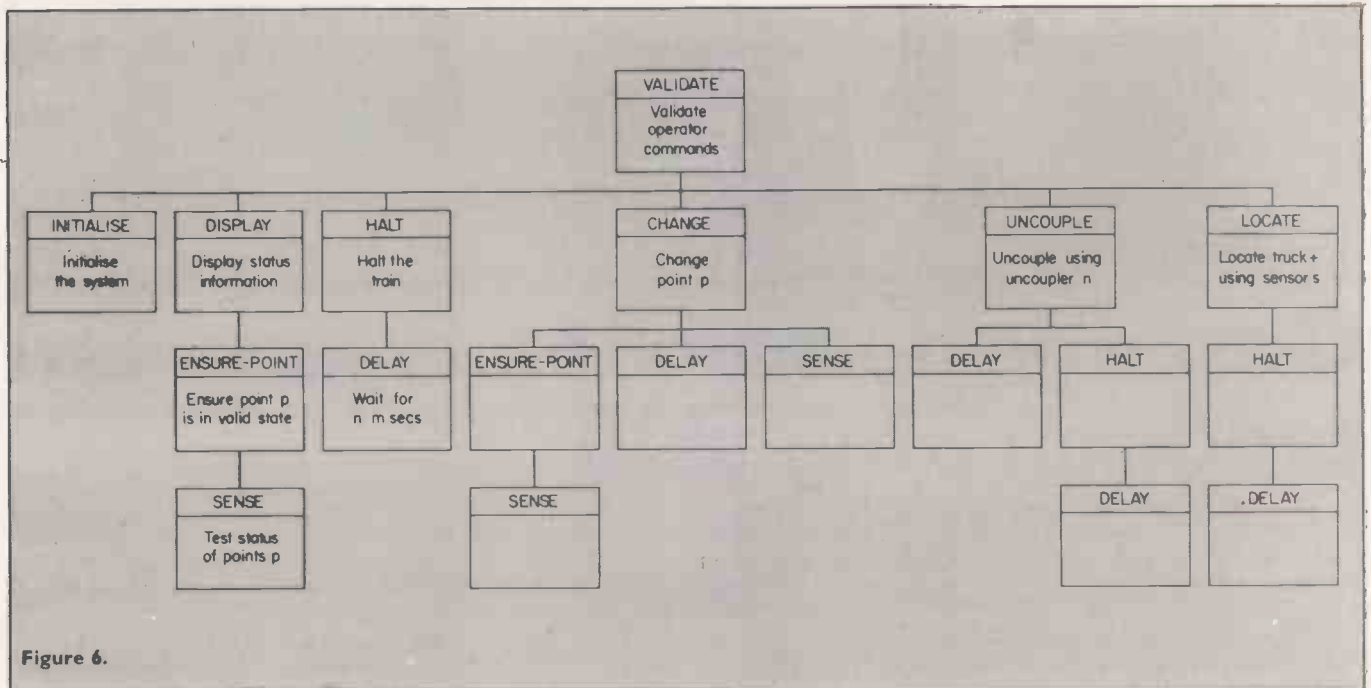 VALIDATE
Validate
operator
commands
INITIALISE
Initialise
the system
DISPLAY
Display status
information
HALT
Halt the
train
CHANGE
Change
point p
UNCOUPLE
Uncouple using
uncoupler n
LOCATE
Locate truck +
using sensor s
ENSURE-POINT
Ensure point p
is in valid state
DELAY
Wait for
n m secs
ENSURE-POINT
DELAY
SENSE
DELAY
HALT
HALT
SENSE
Test status
of points p
SENSE
DELAY
.DELAY
Figure 6.